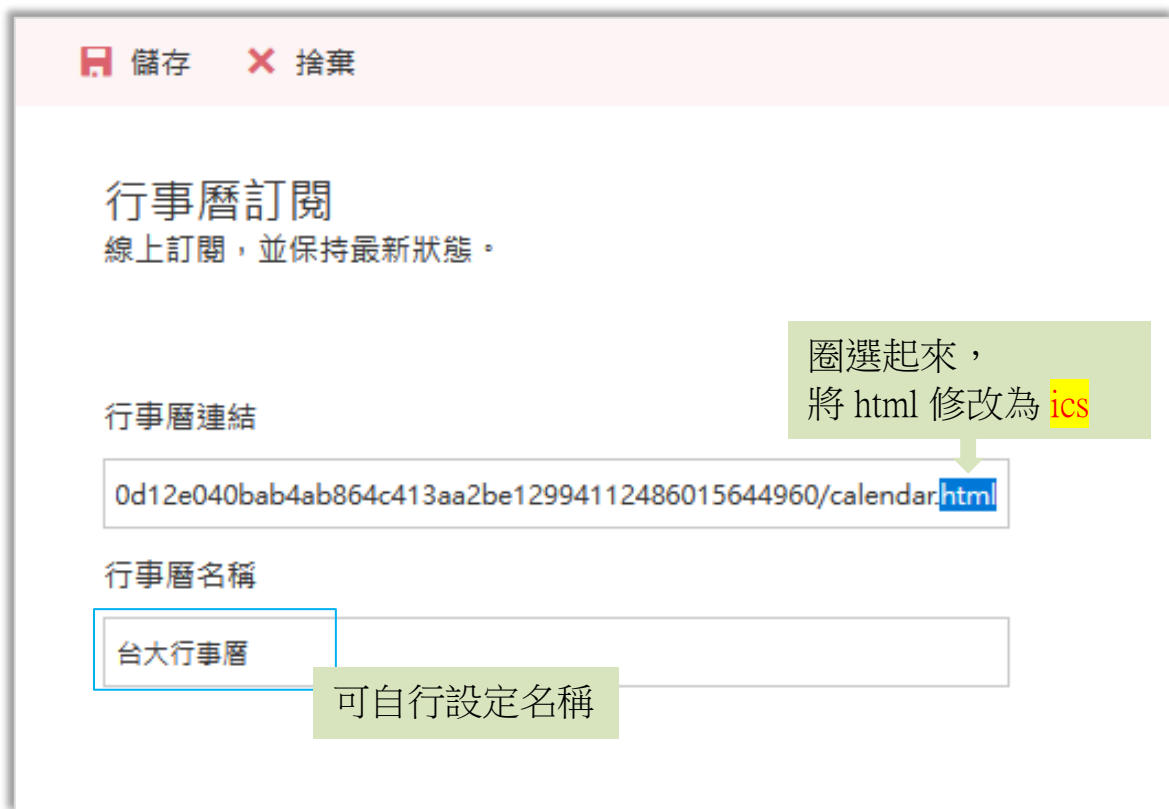 儲存 捨棄
行事曆訂閱
線上訂閱，並保持最新狀態。
圈選起來，
將 html 修改為 ics
行事曆連結
0d12e040bab4ab864c413aa2be12994112486015644960/calendar.html
行事曆名稱
台大行事曆
可自行設定名稱